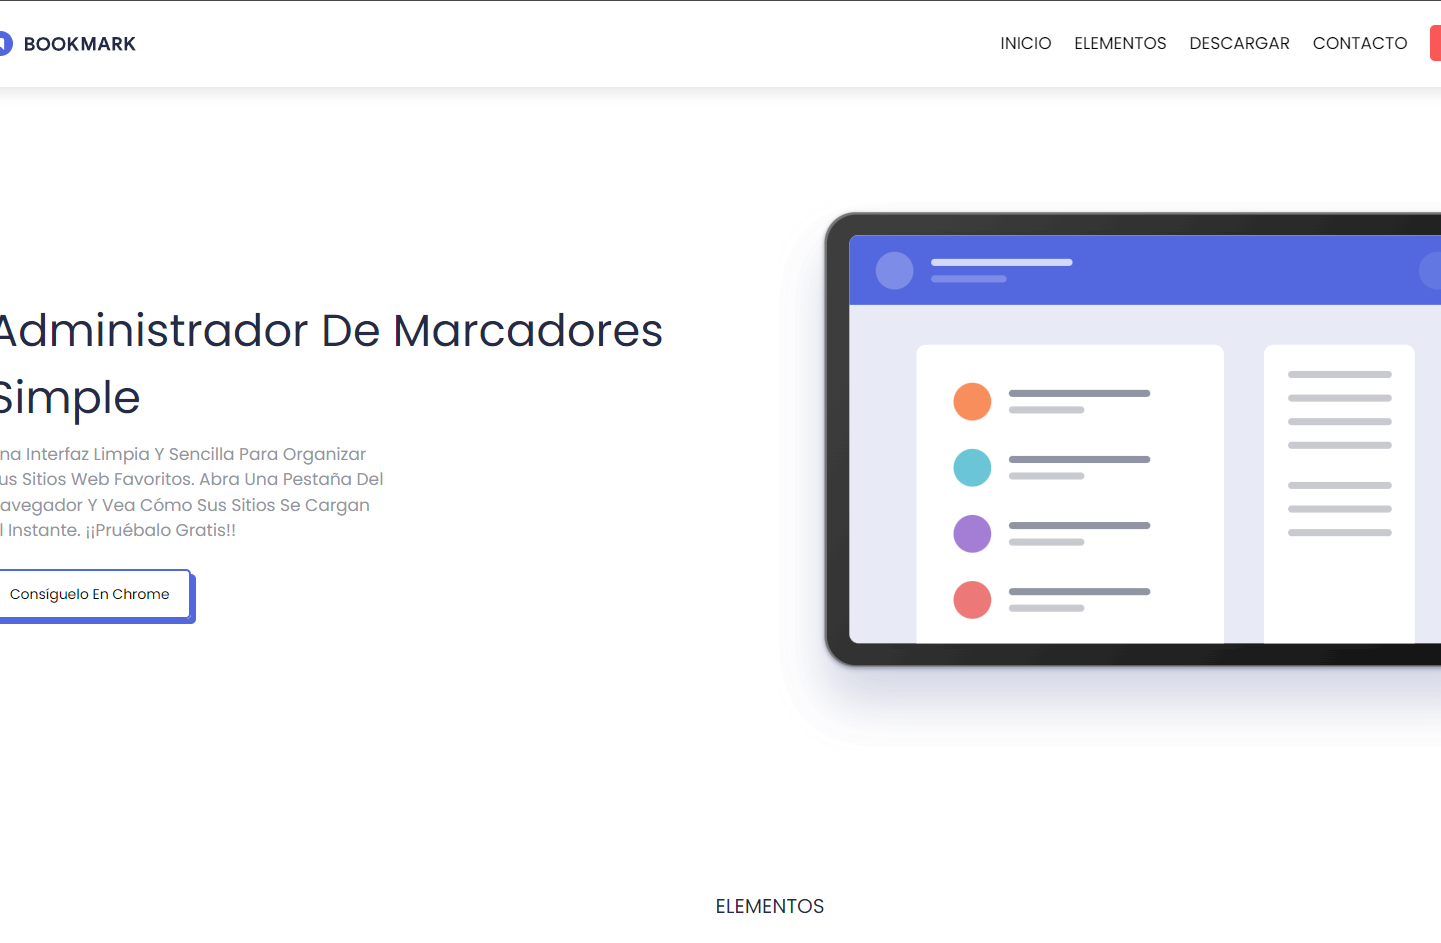 BOOKMARK
INICIO ELEMENTOS DESCARGAR CONTACTO
Administrador De Marcadores
Simple
na Interfaz Limpia Y Sencilla Para Organizar
us Sitios Web Favoritos. Abra Una Pestaña Del
avegador Y Vea Cómo Sus Sitios Se Cargan
l Instante. ¡¡Pruébalo Gratis!!
Consíguelo En Chrome
ELEMENTOS